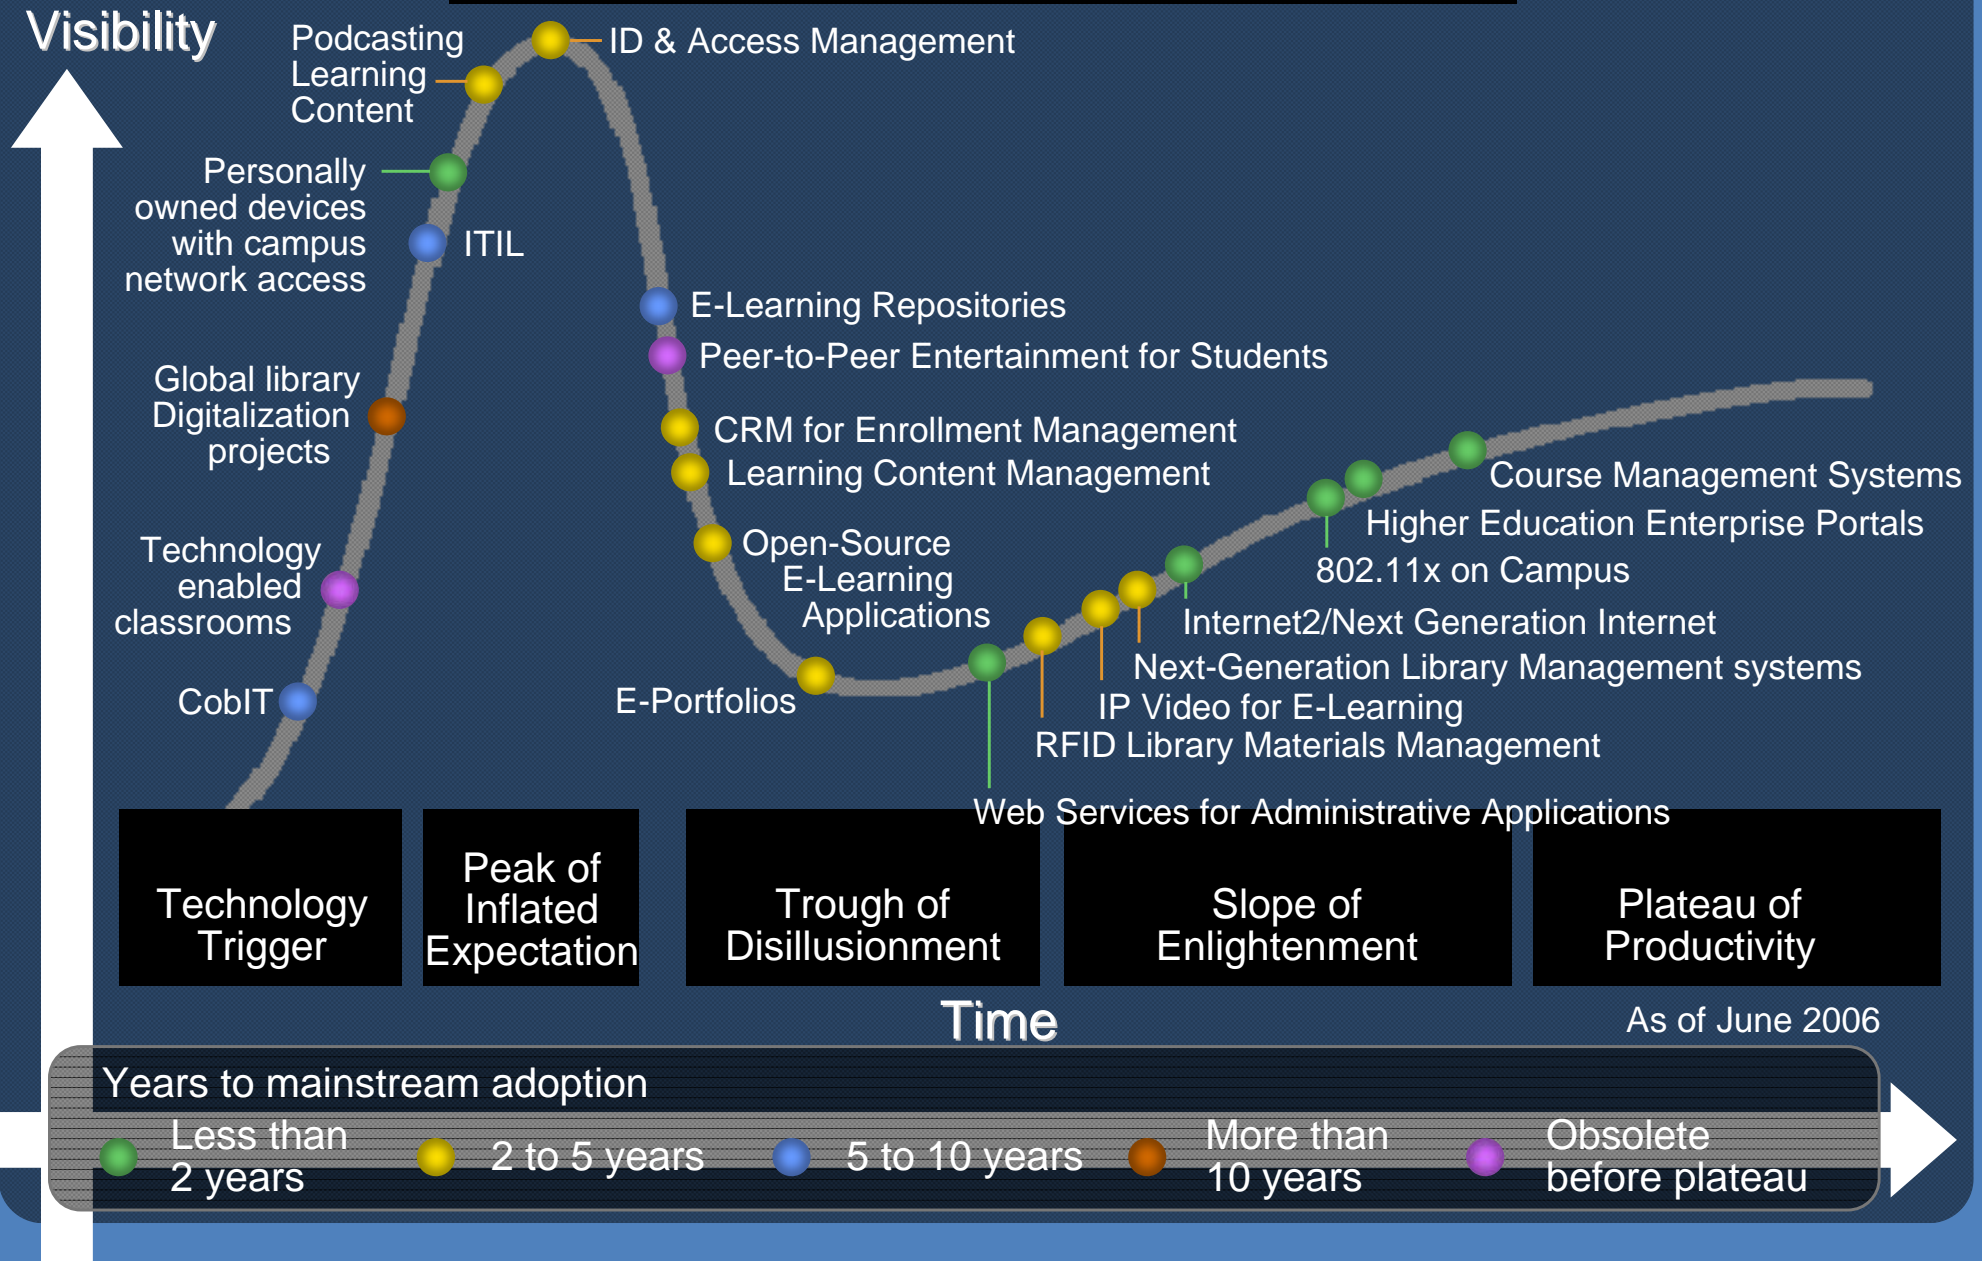 Visibility
Podcasting
Learning
Content
ID & Access Management
Personally
owned devices
with campus
network access
ITIL
E-Learning Repositories
Peer-to-Peer Entertainment for Students
Global library
Digitalization
projects
CRM for Enrollment Management
Learning Content Management
Course Management Systems
Higher Education Enterprise Portals
802.11x on Campus
Technology
enabled
classrooms
Open-Source
E-Learning
Applications
Internet2/Next Generation Internet
Next-Generation Library Management systems
CobIT
E-Portfolios
IP Video for E-Learning
RFID Library Materials Management
Web Services for Administrative Applications
Technology
Trigger
Peak of
Inflated
Expectation
Trough of
Disillusionment
Slope of
Enlightenment
Plateau of
Productivity
Time
As of June 2006
Years to mainstream adoption
Less than
2 years
2 to 5 years
5 to 10 years
More than
10 years
Obsolete
before plateau